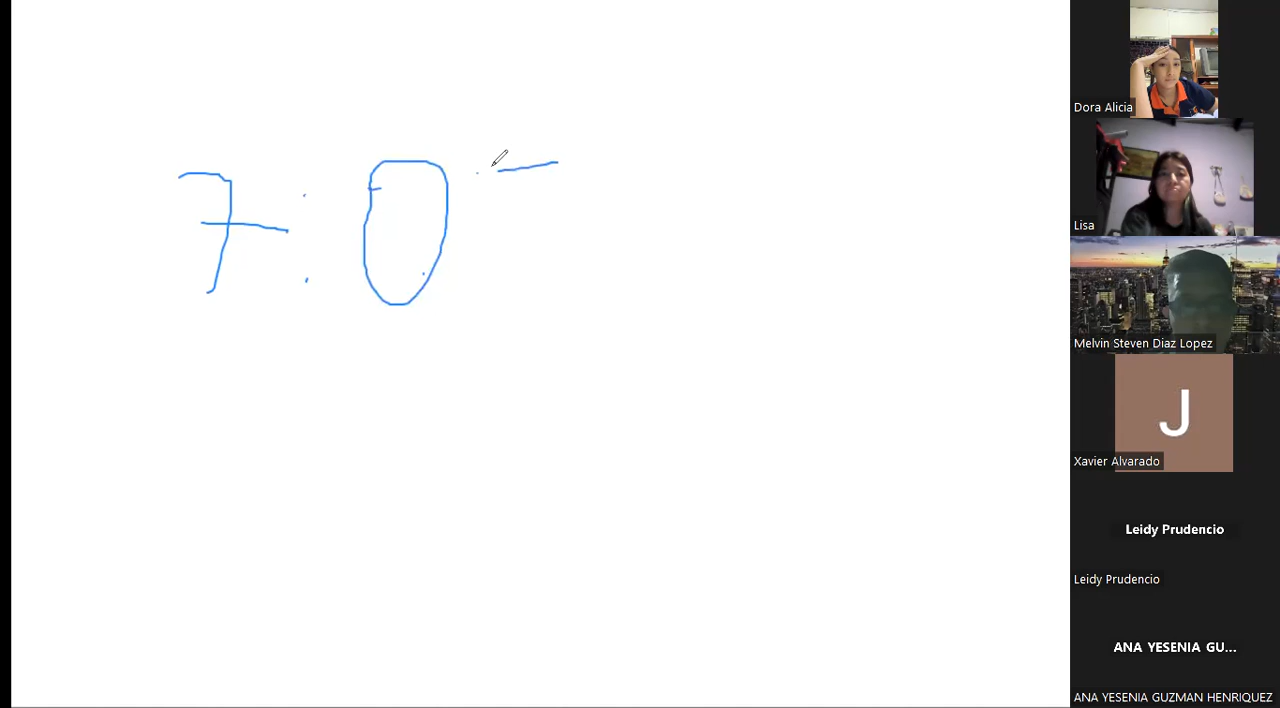 7:0
Dora Alicia
Lisa
Melvin Steven Diaz Lopez
J
Xavier Alvarado
Leidy Prudencio
Leidy Prudencio
ANA YESENIA GU...
ANA YESENIA GUZMAN HENRIQUEZ